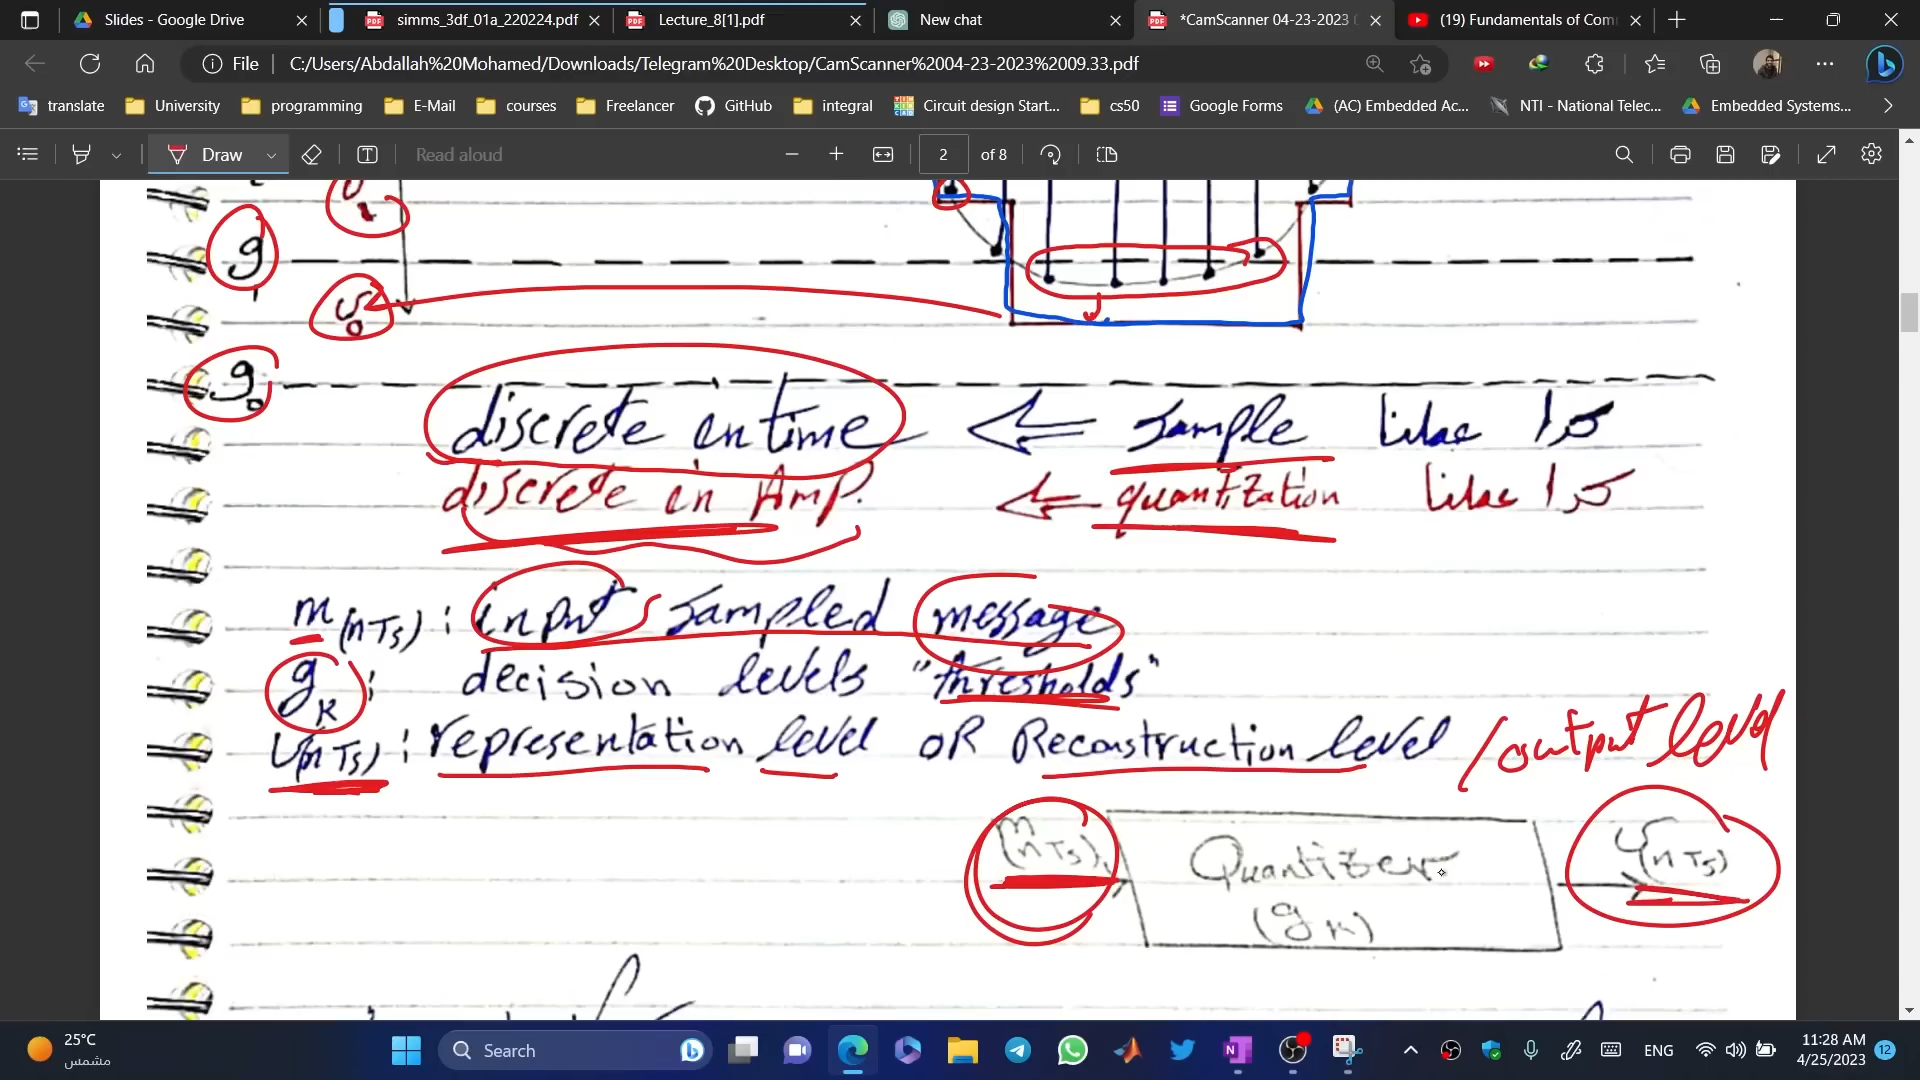 Slides - Google Drive
simms_3df_01a_220224.pdf
Lecture_8[1].pdf
New chat
*CamScanner 04-23-2023 0
(19) Fundamentals of Com
File
C:/Users/Abdallah%20Mohamed/Downloads/Telegram%20Desktop/CamScanner%2004-23-2023%2009.33.pdf
translate
University
programming
E-Mail
courses
Freelancer
GitHub
integral
Circuit design Start...
cs50
Google Forms
(AC) Embedded Ac...
NTI - National Telec...
Embedded Systems...
Draw
Read aloud
2 of 8
g1
v0
g0
discrete in time ⇐ sample
discrete in Amp. ← quantization
m(nTs) : input sampled message
gK : decision levels "thresholds"
v(nTs) : representation level OR Reconstruction level / output level
m(nTs)
Quantizer
(gK)
v(nTs)
25°C
مشمس
Search
ENG
11:28 AM
4/25/2023
12